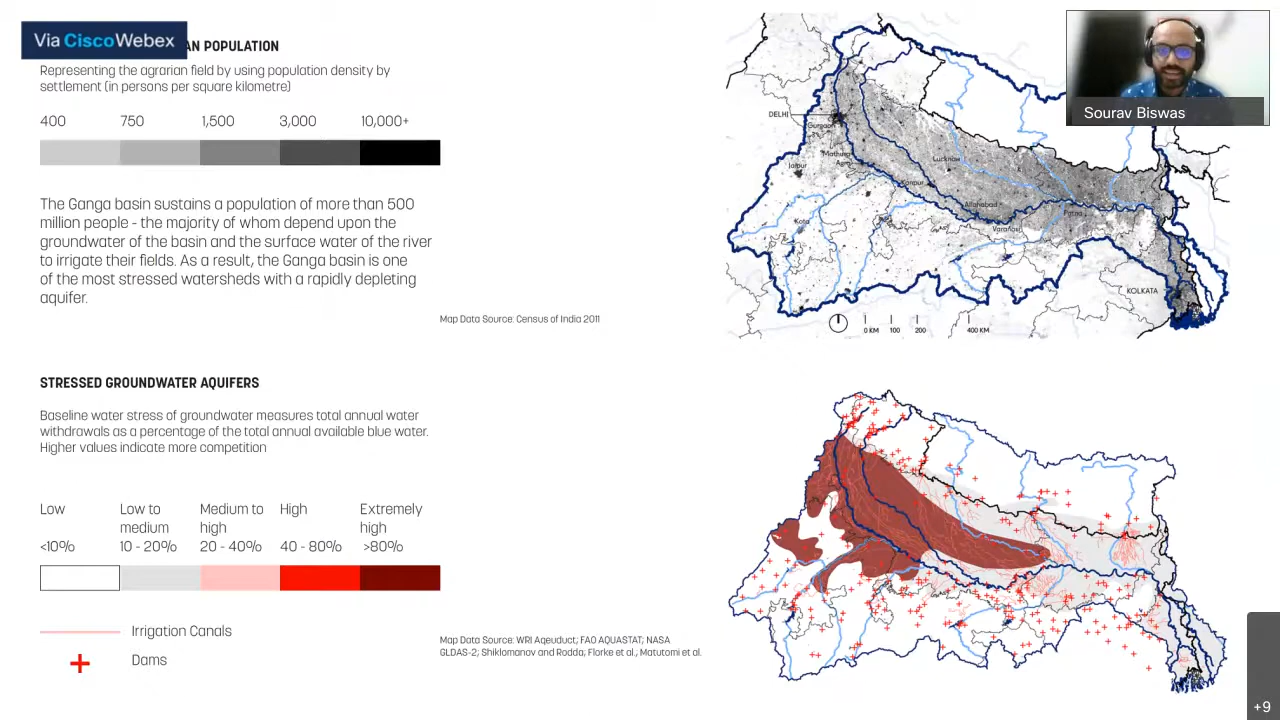 Via CiscoWebex
AN POPULATION
Representing the agrarian field by using population density by
settlement (in persons per square kilometre)
400 750 1,500 3,000 10,000+
The Ganga basin sustains a population of more than 500
million people - the majority of whom depend upon the
groundwater of the basin and the surface water of the river
to irrigate their fields. As a result, the Ganga basin is one
of the most stressed watersheds with a rapidly depleting
aquifer.
Map Data Source: Census of India 2011
Sourav Biswas
DELHI
Gurgaon
Mathura
Agra
Jaipur
Lucknow
Kanpur
Allahabad
Patna
Varanasi
Kota
KOLKATA
0 KM 100 200 400 KM
STRESSED GROUNDWATER AQUIFERS
Baseline water stress of groundwater measures total annual water
withdrawals as a percentage of the total annual available blue water.
Higher values indicate more competition
Low Low to Medium to High Extremely
medium high high
<10% 10 - 20% 20 - 40% 40 - 80% >80%
Irrigation Canals
Dams
Map Data Source: WRI Aqeuduct; FAO AQUASTAT; NASA
GLDAS-2; Shiklomanov and Rodda; Florke et al., Matutomi et al.
+9